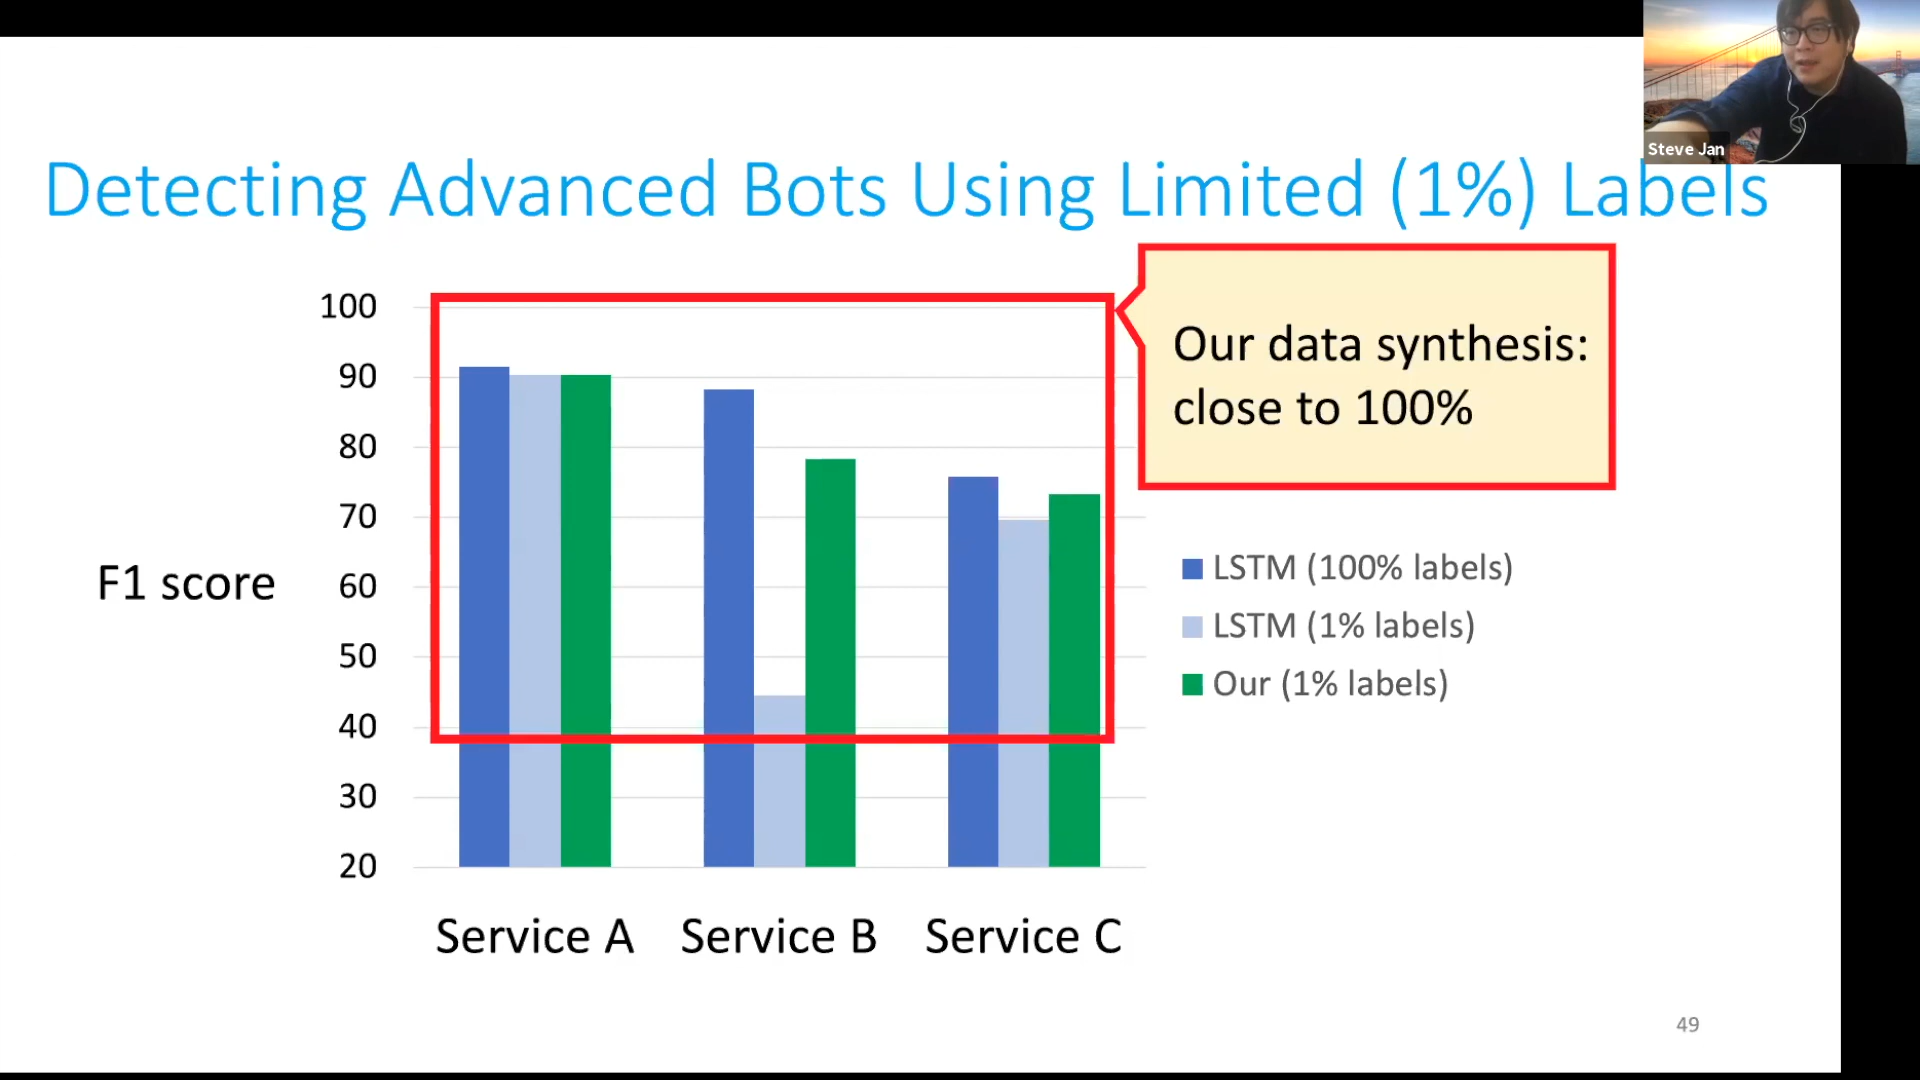 Steve Jan
Detecting Advanced Bots Using Limited (1%) Labels
Our data synthesis:
close to 100%
100
90
80
70
60
50
40
30
20
F1 score
LSTM (100% labels)
LSTM (1% labels)
Our (1% labels)
Service A Service B Service C
49